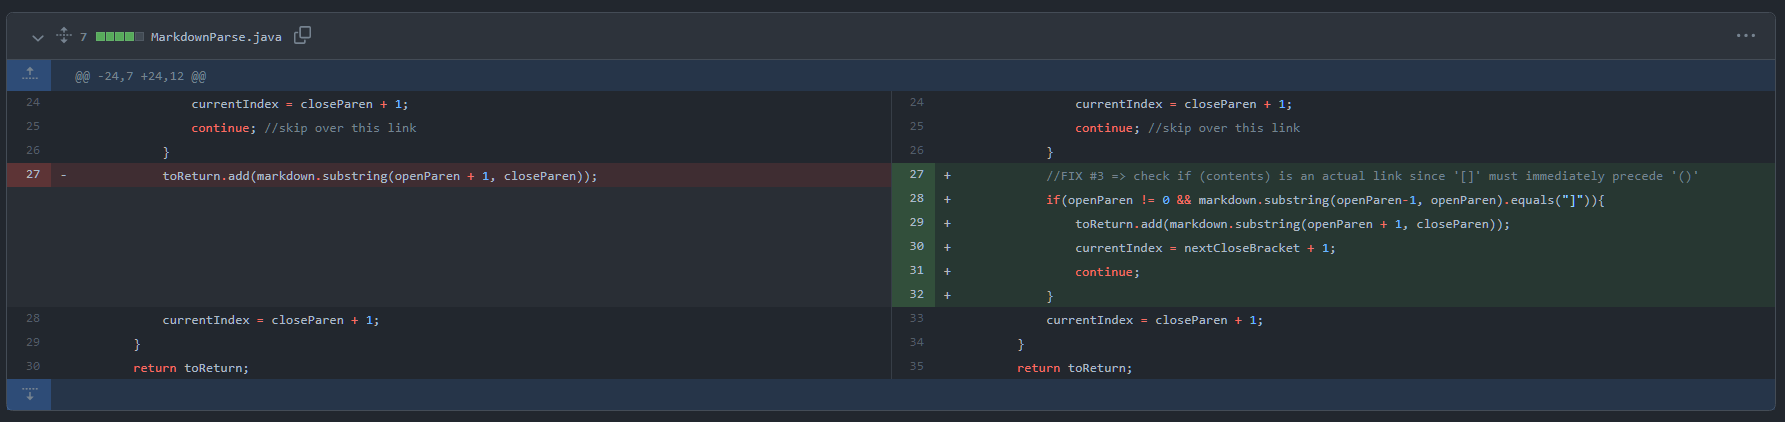 7 MarkdownParse.java
@@ -24,7 +24,12 @@
24 currentIndex = closeParen + 1;
25 continue; //skip over this link
26 }
27 - toReturn.add(markdown.substring(openParen + 1, closeParen));
28 currentIndex = closeParen + 1;
29 }
30 return toReturn;
24 currentIndex = closeParen + 1;
25 continue; //skip over this link
26 }
27 + //FIX #3 => check if (contents) is an actual link since '[]' must immediately precede '()'
28 + if(openParen != 0 && markdown.substring(openParen-1, openParen).equals("]")){
29 + toReturn.add(markdown.substring(openParen + 1, closeParen));
30 + currentIndex = nextCloseBracket + 1;
31 + continue;
32 + }
33 currentIndex = closeParen + 1;
34 }
35 return toReturn;